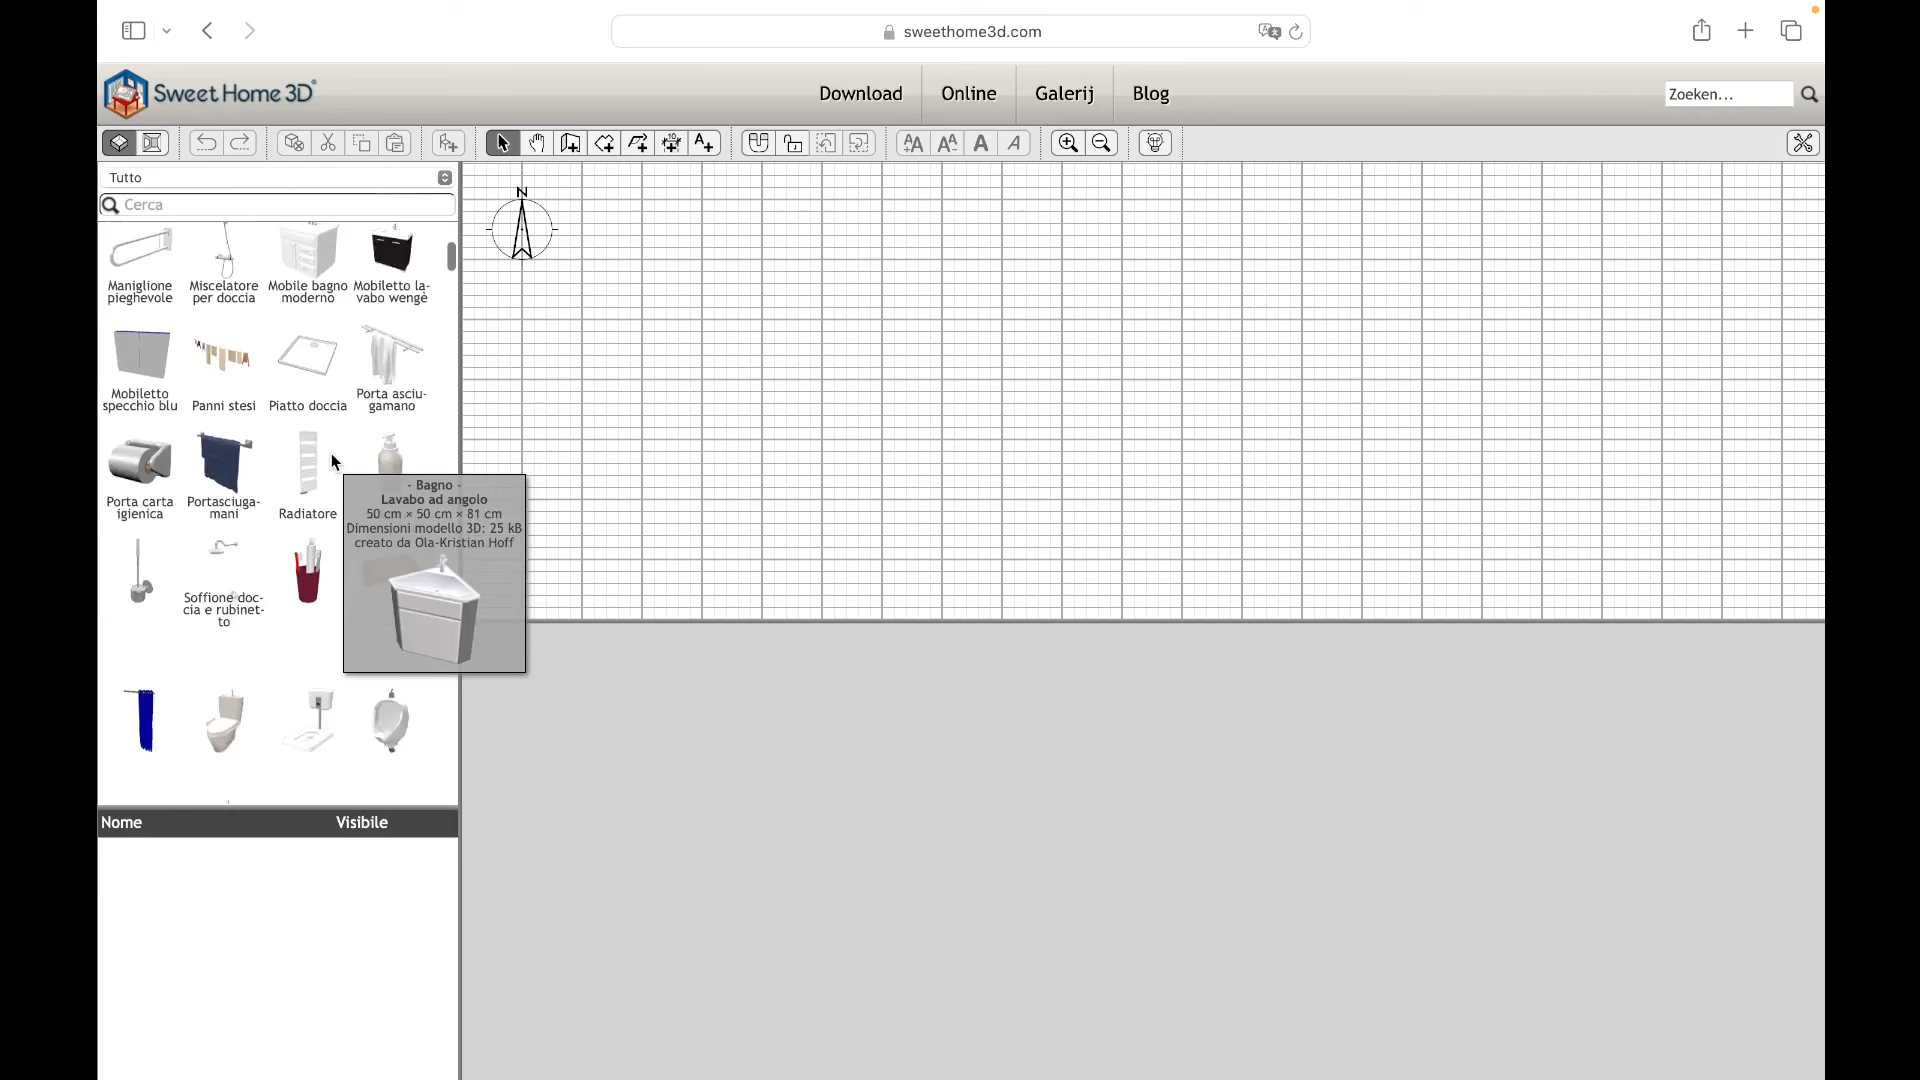 sweethome3d.com
Sweet Home 3D®
Download
Online
Galerij
Blog
Zoeken...
Tutto
Cerca
N
Maniglione
pieghevole
Miscelatore
per doccia
Mobile bagno
moderno
Mobiletto la-
vabo wengè
Mobiletto
specchio blu
Panni stesi
Piatto doccia
Porta asciu-
gamano
Porta carta
igienica
Portasciuga-
mani
Radiatore
- Bagno -
Lavabo ad angolo
50 cm × 50 cm × 81 cm
Dimensioni modello 3D: 25 kB
creato da Ola-Kristian Hoff
Soffione doc-
cia e rubinet-
to
Nome
Visibile